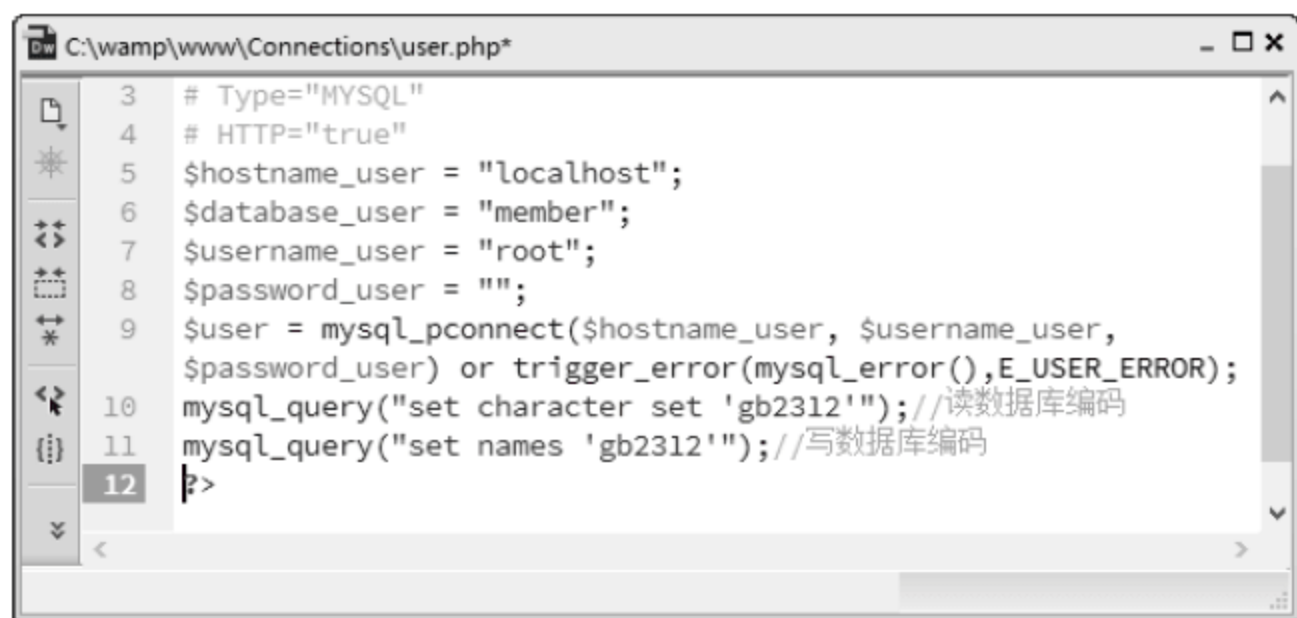 Dw C:\wamp\www\Connections\user.php*
3 # Type="MYSQL"
4 # HTTP="true"
5 $hostname_user = "localhost";
6 $database_user = "member";
7 $username_user = "root";
8 $password_user = "";
9 $user = mysql_pconnect($hostname_user, $username_user,
$password_user) or trigger_error(mysql_error(),E_USER_ERROR);
10 mysql_query("set character set 'gb2312'");//读数据库编码
11 mysql_query("set names 'gb2312'");//写数据库编码
12 ?>